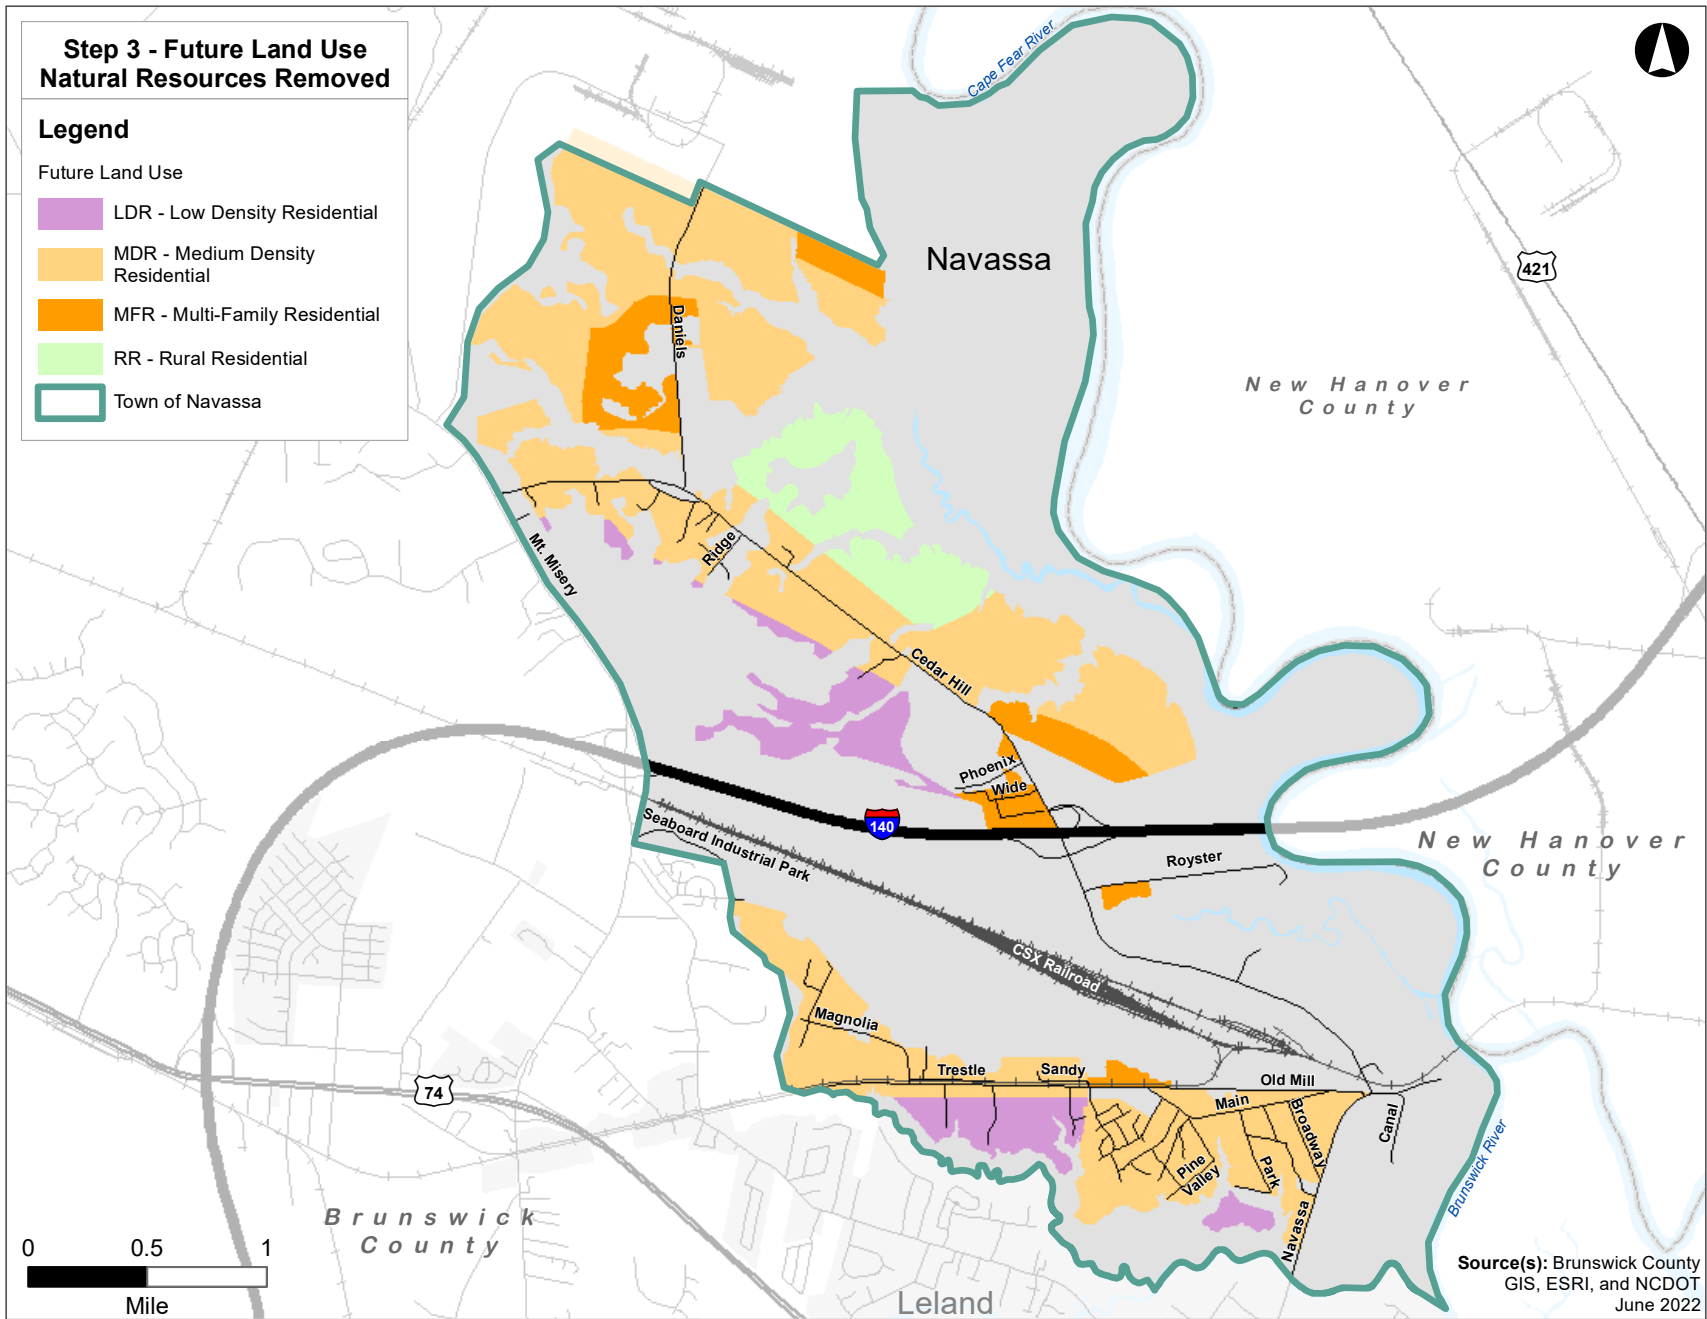 Step 3 - Future Land Use
Natural Resources Removed
Legend
Future Land Use
LDR - Low Density Residential
MDR - Medium Density
Residential
MFR - Multi-Family Residential
RR - Rural Residential
Town of Navassa
Cape Fear River
Navassa
421
New Hanover
County
Daniels
Mt. Misery
Ridge
Cedar Hill
Phoenix
Wide
140
Seaboard Industrial Park
Royster
New Hanover
County
CSX Railroad
Magnolia
Trestle
Sandy
Old Mill
Main
Broadway
Canal
Pine
Valley
Park
Navassa
Brunswick River
74
Brunswick
County
Leland
0 0.5 1
Mile
Source(s): Brunswick County
GIS, ESRI, and NCDOT
June 2022